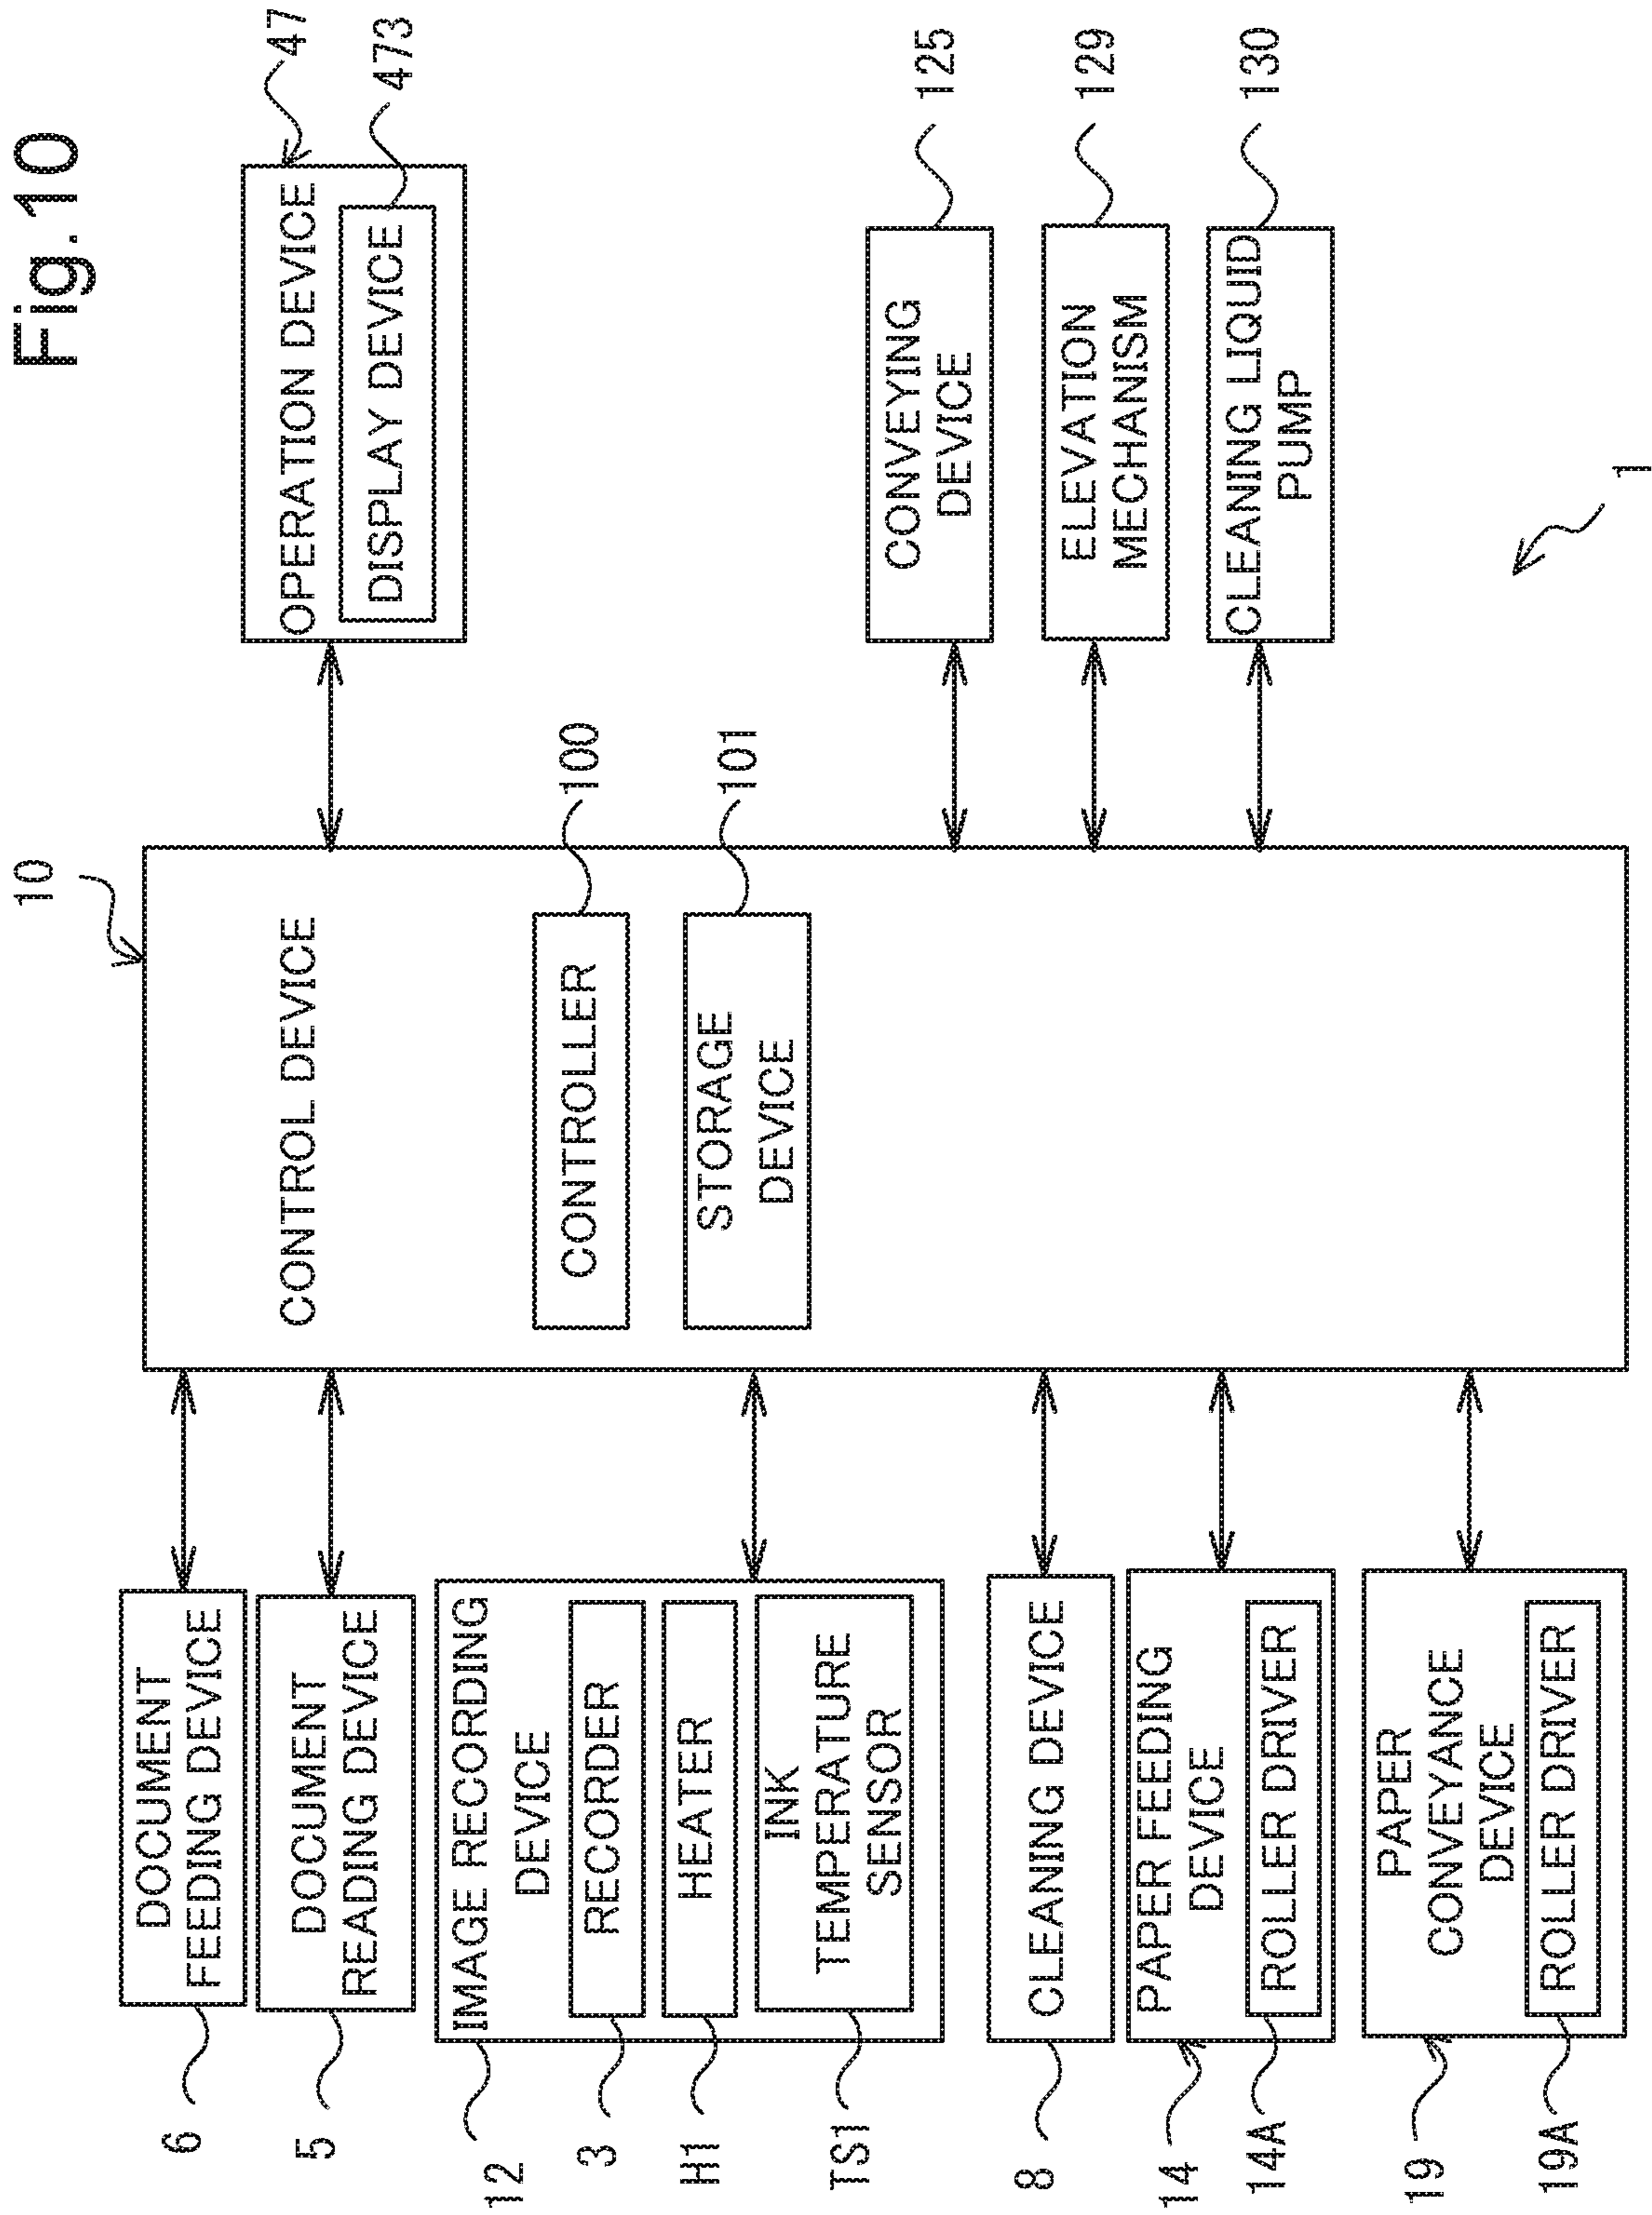 Fig.10
10
47
6
DOCUMENT
FEEDING DEVICE
5
DOCUMENT
READING DEVICE
12
IMAGE RECORDING
DEVICE
3
RECORDER
H1
HEATER
TS1
INK
TEMPERATURE
SENSOR
8
CLEANING DEVICE
14
PAPER FEEDING
DEVICE
14A
ROLLER DRIVER
19
PAPER
CONVEYANCE
DEVICE
19A
ROLLER DRIVER
CONTROL DEVICE
CONTROLLER
100
STORAGE
DEVICE
101
OPERATION DEVICE
DISPLAY DEVICE
473
CONVEYING
DEVICE
125
ELEVATION
MECHANISM
129
CLEANING LIQUID
PUMP
130
1